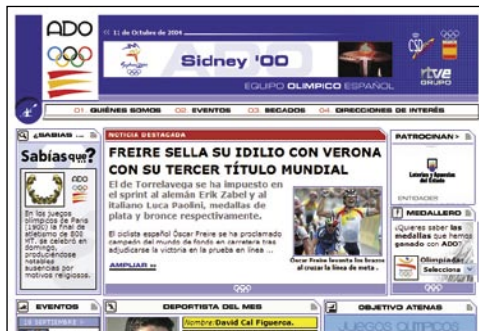 ADO
11 de Octubre de 2004
Sidney '00
EQUIPO OLIMPICO ESPAÑOL
CSD
rtve
GRUPO
01. QUIÉNES SOMOS 02. EVENTOS 03. BECADOS 04. DIRECCIONES DE INTERÉS
¿SABIAS ...
Sabíasque?
ADO
En los juegos
olímpicos de París
(1900) la final de
atletismo de 800
MT. se celebró en
domingo,
produciéndose
notables
ausencias por
motivos religiosos.
NOTICIA DESTACADA
FREIRE SELLA SU IDILIO CON VERONA
CON SU TERCER TÍTULO MUNDIAL
El de Torrelavega se ha impuesto en
el sprint al alemán Erik Zabel y al
italiano Luca Paolini, medallas de
plata y bronce respectivamente.
El ciclista español Óscar Freire se ha proclamado
campeón del mundo de fondo en carretera tras
adjudicarse la victoria en la prueba en línea ...
AMPLIAR »
Óscar Freire levanta los brazos
al cruzar la línea de meta .
PATROCINAN >
Loterías y Apuestas
del Estado
ENTIDADES
MEDALLERO
¿Quieres saber las
medallas que hemos
ganado con ADO?
Olimpiadas
Selecciona
EVENTOS
DEPORTISTA DEL MES
OBJETIVO ATENAS
SEPTIEMBRE
Nombre: David Cal Figueroa.
JUEGOS OLÍMPICOS